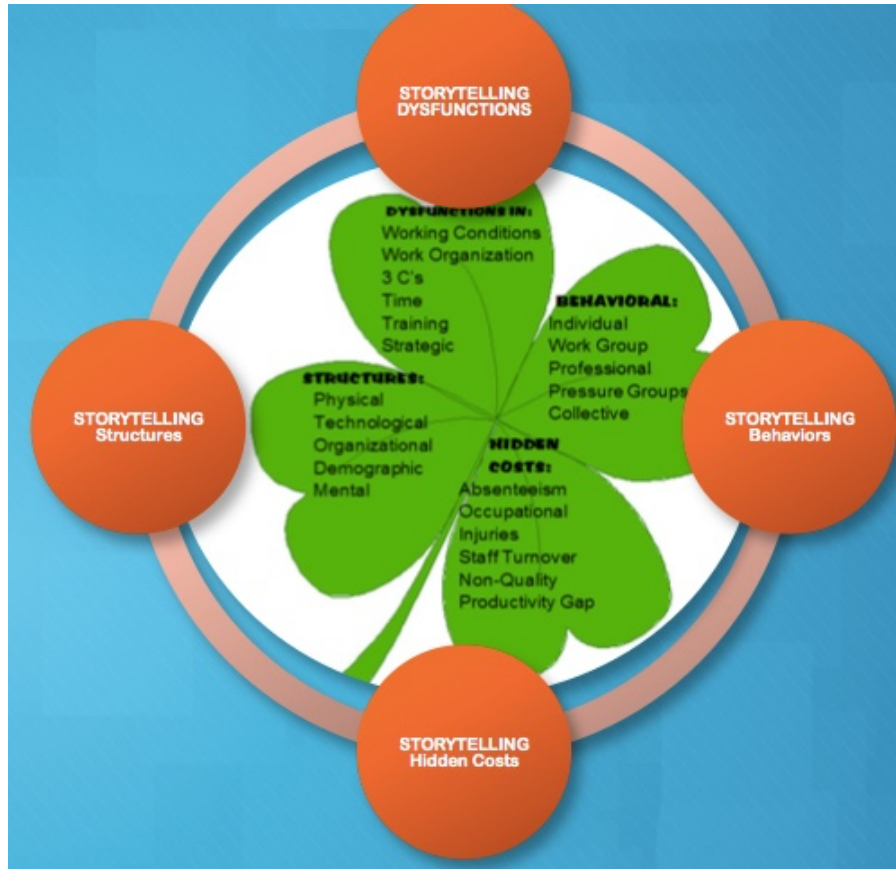 STORYTELLING
DYSFUNCTIONS
DYSFUNCTIONS IN:
Working Conditions
Work Organization
3 C's
Time
Training
Strategic
BEHAVIORAL:
Individual
Work Group
Professional
Pressure Groups
Collective
STORYTELLING
Behaviors
STRUCTURES:
Physical
Technological
Organizational
Demographic
Mental
STORYTELLING
Structures
HIDDEN
COSTS:
Absenteeism
Occupational
Injuries
Staff Turnover
Non-Quality
Productivity Gap
STORYTELLING
Hidden Costs